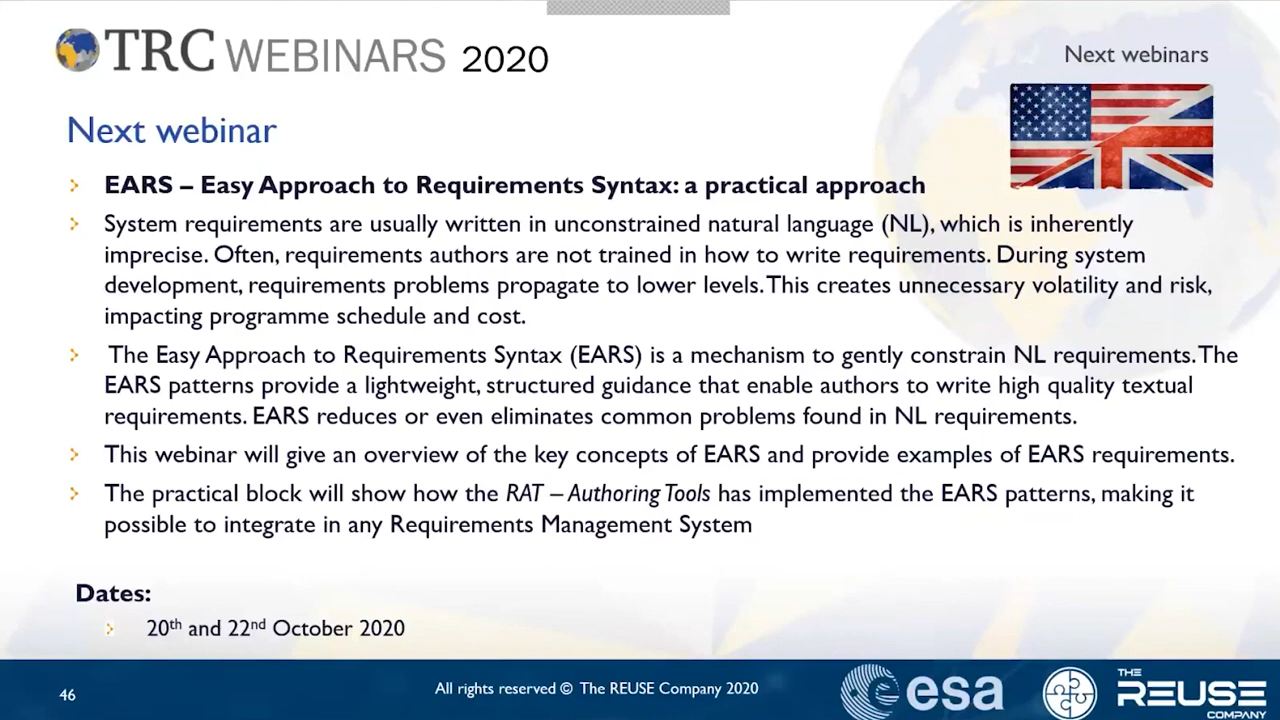 TRC WEBINARS 2020
Next webinars
Next webinar
EARS – Easy Approach to Requirements Syntax: a practical approach
System requirements are usually written in unconstrained natural language (NL), which is inherently
imprecise. Often, requirements authors are not trained in how to write requirements. During system
development, requirements problems propagate to lower levels. This creates unnecessary volatility and risk,
impacting programme schedule and cost.
The Easy Approach to Requirements Syntax (EARS) is a mechanism to gently constrain NL requirements. The
EARS patterns provide a lightweight, structured guidance that enable authors to write high quality textual
requirements. EARS reduces or even eliminates common problems found in NL requirements.
This webinar will give an overview of the key concepts of EARS and provide examples of EARS requirements.
The practical block will show how the RAT – Authoring Tools has implemented the EARS patterns, making it
possible to integrate in any Requirements Management System
Dates:
20th and 22nd October 2020
46
All rights reserved © The REUSE Company 2020
esa
THE
REUSE
COMPANY